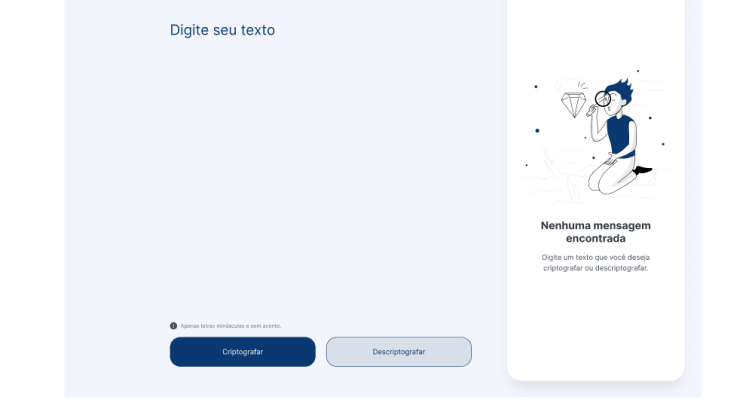 Digite seu texto
Nenhuma mensagem
encontrada
Digite um texto que você deseja
criptografar ou descriptografar.
Apenas letras minúsculas e sem acento.
Criptografar
Descriptografar